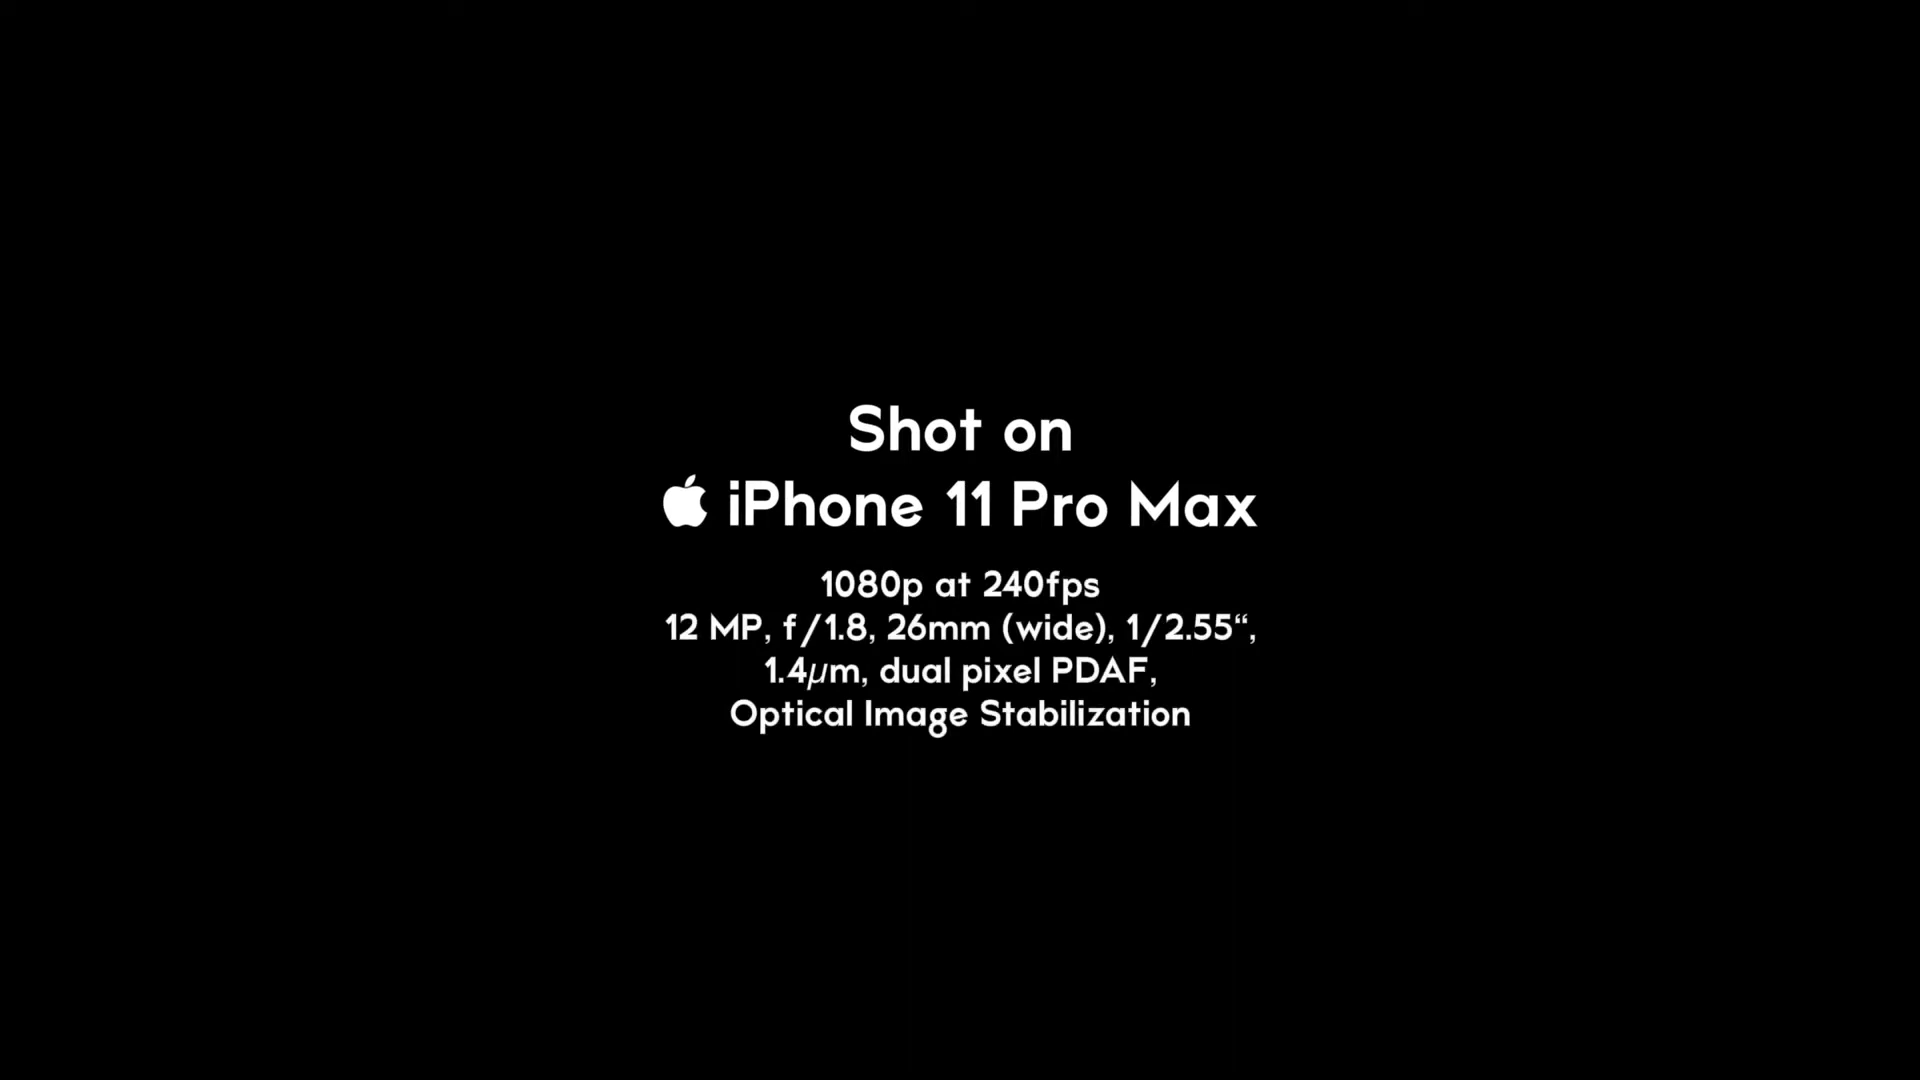 Shot on
iPhone 11 Pro Max
1080p at 240fps
12 MP, f/1.8, 26mm (wide), 1/2.55“,
1.4µm, dual pixel PDAF,
Optical Image Stabilization